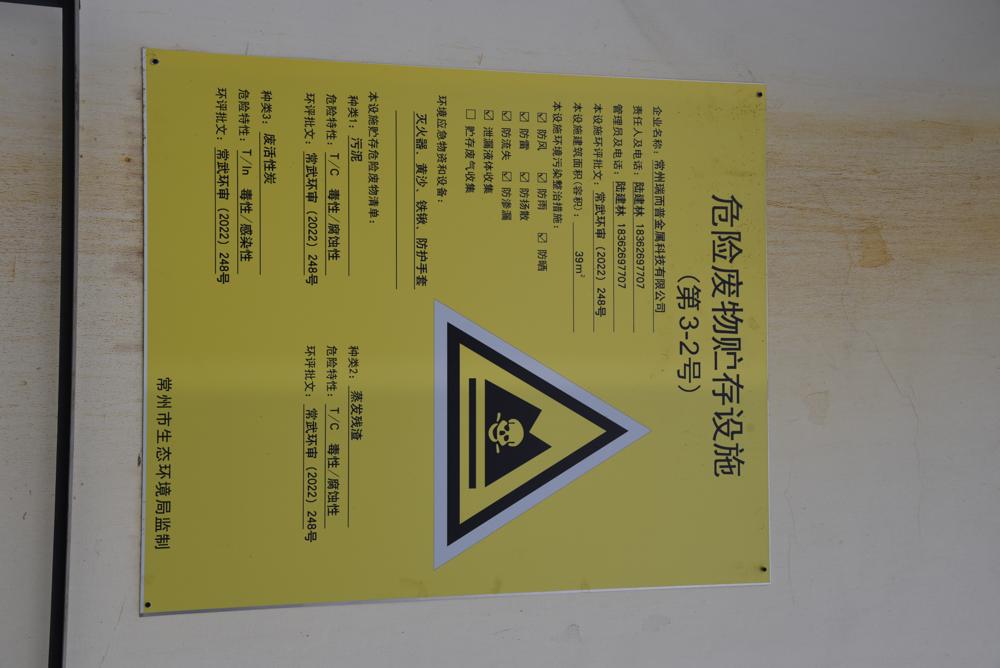 危险废物贮存设施
（第3-2号）
企业名称：常州瑞而普金属科技有限公司
责任人及电话：陆建林 18362697707
管理员及电话：陆建林 18362697707
本设施环评批文：常武环审（2022）248号
本设施建筑面积(容积)：39m²
本设施环境污染整治措施：
☑ 防风 ☑ 防雨 ☑ 防晒
☑ 防雷 ☑ 防扬散
☑ 防流失 ☑ 防渗漏
☑ 泄漏液体收集
☐ 贮存废气收集
环境应急物资和设备：
灭火器、黄沙、铁锹、防护手套
本设施贮存危险废物清单：
种类1：污泥 种类2：蒸发残渣
危险特性：T/C 毒性/腐蚀性 危险特性：T/C 毒性/腐蚀性
环评批文：常武环审（2022）248号 环评批文：常武环审（2022）248号
种类3：废活性炭
危险特性：T/In 毒性/感染性
环评批文：常武环审（2022）248号
常州市生态环境局监制